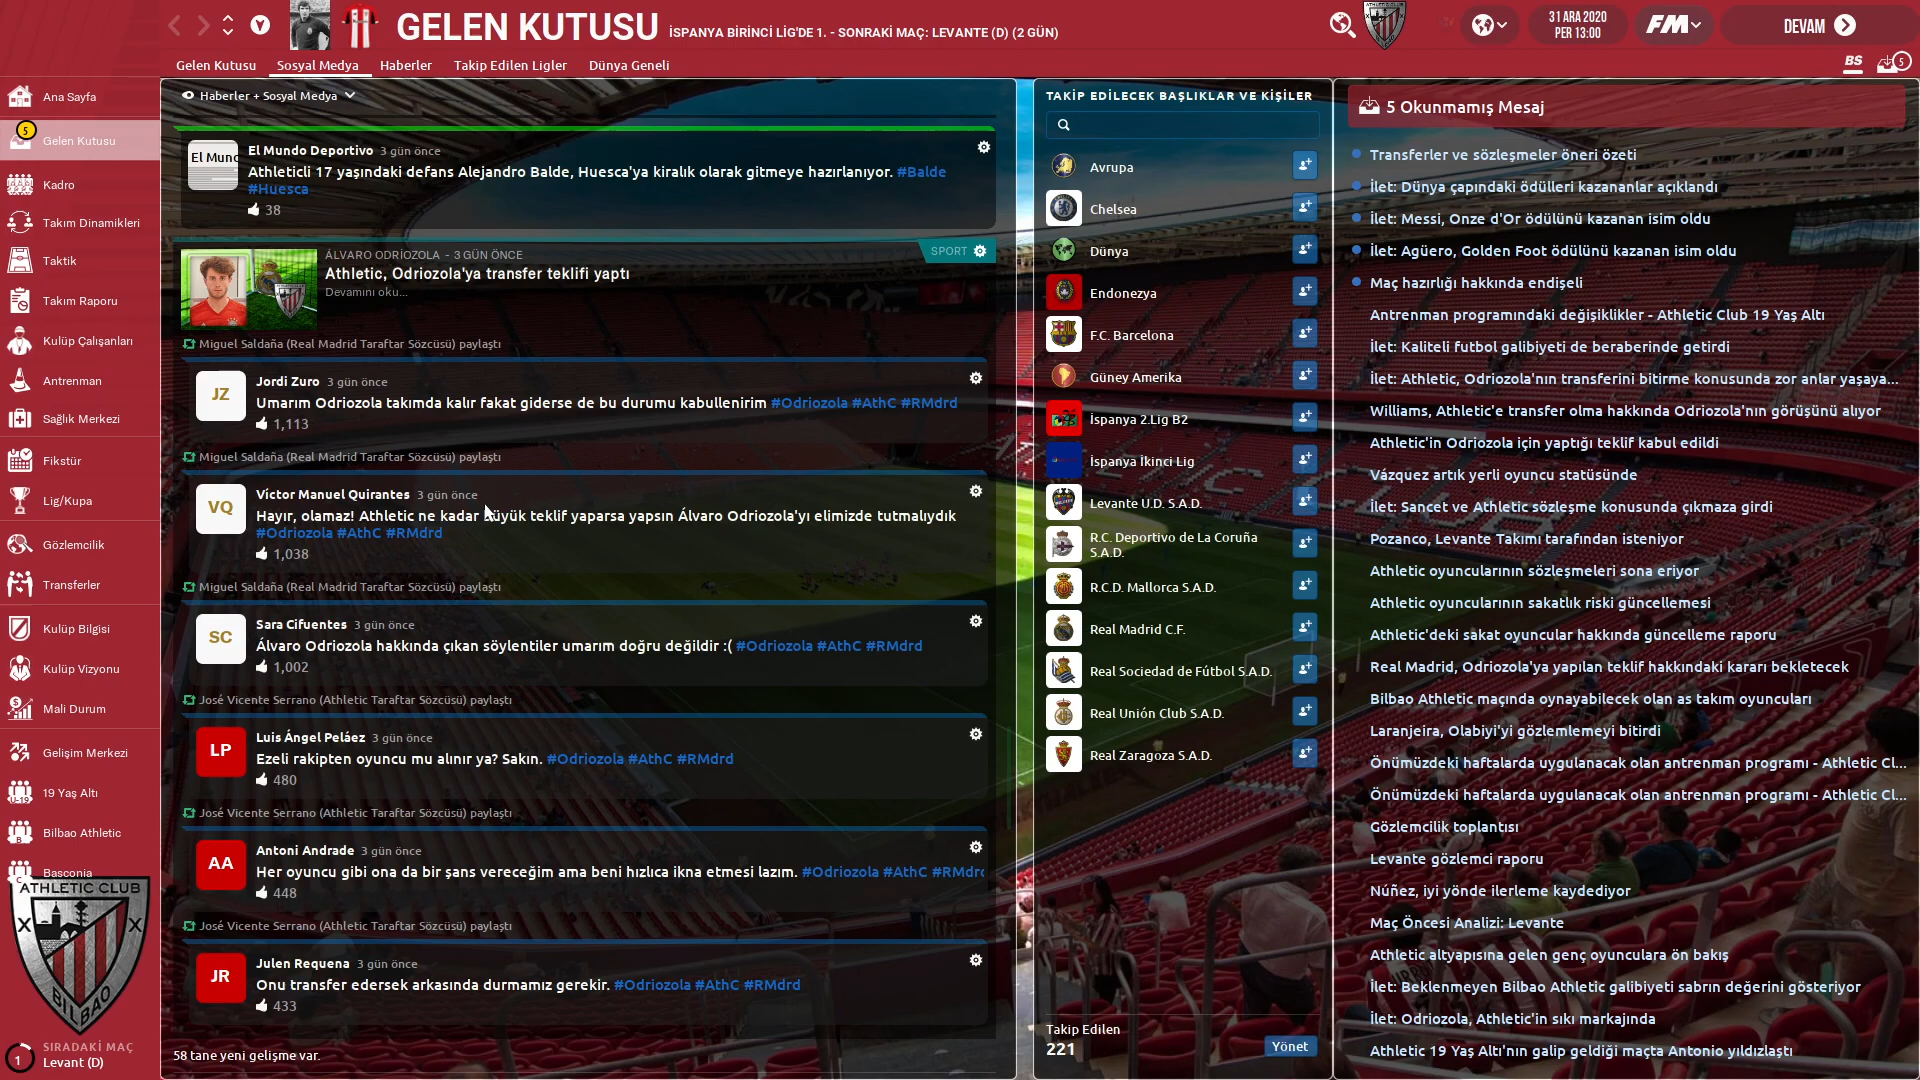 GELEN KUTUSU
İSPANYA BİRİNCİ LİG'DE 1. - SONRAKİ MAÇ: LEVANTE (D) (2 GÜN)
31 ARA 2020
PER 13:00
FM
DEVAM
Gelen Kutusu
Sosyal Medya
Haberler
Takip Edilen Ligler
Dünya Geneli
BS
5
Ana Sayfa
5
Gelen Kutusu
Kadro
Takım Dinamikleri
Taktik
Takım Raporu
Kulüp Çalışanları
Antrenman
Sağlık Merkezi
Fikstür
Lig/Kupa
Gözlemcilik
Transferler
Kulüp Bilgisi
Kulüp Vizyonu
Mali Durum
Gelişim Merkezi
19 Yaş Altı
Bilbao Athletic
Basconia
ATHLETIC CLUB
BILBAO
1
SIRADAKİ MAÇ
Levant (D)
Haberler + Sosyal Medya
El Mundo Deportivo 3 gün önce
Athleticli 17 yaşındaki defans Alejandro Balde, Huesca'ya kiralık olarak gitmeye hazırlanıyor. #Balde
#Huesca
38
ÁLVARO ODRİOZOLA - 3 GÜN ÖNCE
SPORT
Athletic, Odriozola'ya transfer teklifi yaptı
Devamını oku...
Miguel Saldaña (Real Madrid Taraftar Sözcüsü) paylaştı
JZ
Jordi Zuro 3 gün önce
Umarım Odriozola takımda kalır fakat giderse de bu durumu kabullenirim #Odriozola #AthC #RMdrd
1,113
Miguel Saldaña (Real Madrid Taraftar Sözcüsü) paylaştı
VQ
Víctor Manuel Quirantes 3 gün önce
Hayır, olamaz! Athletic ne kadar büyük teklif yaparsa yapsın Álvaro Odriozola'yı elimizde tutmalıydık
#Odriozola #AthC #RMdrd
1,038
Miguel Saldaña (Real Madrid Taraftar Sözcüsü) paylaştı
SC
Sara Cifuentes 3 gün önce
Álvaro Odriozola hakkında çıkan söylentiler umarım doğru değildir :( #Odriozola #AthC #RMdrd
1,002
José Vicente Serrano (Athletic Taraftar Sözcüsü) paylaştı
LP
Luis Ángel Peláez 3 gün önce
Ezeli rakipten oyuncu mu alınır ya? Sakın. #Odriozola #AthC #RMdrd
480
José Vicente Serrano (Athletic Taraftar Sözcüsü) paylaştı
AA
Antoni Andrade 3 gün önce
Her oyuncu gibi ona da bir şans vereceğim ama beni hızlıca ikna etmesi lazım. #Odriozola #AthC #RMdrd
448
José Vicente Serrano (Athletic Taraftar Sözcüsü) paylaştı
JR
Julen Requena 3 gün önce
Onu transfer edersek arkasında durmamız gerekir. #Odriozola #AthC #RMdrd
433
58 tane yeni gelişme var.
TAKİP EDİLECEK BAŞLIKLAR VE KİŞİLER
Avrupa
Chelsea
Dünya
Endonezya
F.C. Barcelona
Güney Amerika
İspanya 2.Lig B2
İspanya İkinci Lig
Levante U.D. S.A.D.
R.C. Deportivo de La Coruña
S.A.D.
R.C.D. Mallorca S.A.D.
Real Madrid C.F.
Real Sociedad de Fútbol S.A.D.
Real Unión Club S.A.D.
Real Zaragoza S.A.D.
Takip Edilen
221
Yönet
5 Okunmamış Mesaj
Transferler ve sözleşmeler öneri özeti
İlet: Dünya çapındaki ödülleri kazananlar açıklandı
İlet: Messi, Onze d'Or ödülünü kazanan isim oldu
İlet: Agüero, Golden Foot ödülünü kazanan isim oldu
Maç hazırlığı hakkında endişeli
Antrenman programındaki değişiklikler - Athletic Club 19 Yaş Altı
İlet: Kaliteli futbol galibiyeti de beraberinde getirdi
İlet: Athletic, Odriozola'nın transferini bitirme konusunda zor anlar yaşaya...
Williams, Athletic'e transfer olma hakkında Odriozola'nın görüşünü alıyor
Athletic'in Odriozola için yaptığı teklif kabul edildi
Vázquez artık yerli oyuncu statüsünde
İlet: Sancet ve Athletic sözleşme konusunda çıkmaza girdi
Pozanco, Levante Takımı tarafından isteniyor
Athletic oyuncularının sözleşmeleri sona eriyor
Athletic oyuncularının sakatlık riski güncellemesi
Athletic'deki sakat oyuncular hakkında güncelleme raporu
Real Madrid, Odriozola'ya yapılan teklif hakkındaki kararı bekletecek
Bilbao Athletic maçında oynayabilecek olan as takım oyuncuları
Laranjeira, Olabiyi'yi gözlemlemeyi bitirdi
Önümüzdeki haftalarda uygulanacak olan antrenman programı - Athletic Cl...
Önümüzdeki haftalarda uygulanacak olan antrenman programı - Athletic Cl...
Gözlemcilik toplantısı
Levante gözlemci raporu
Núñez, iyi yönde ilerleme kaydediyor
Maç Öncesi Analizi: Levante
Athletic altyapısına gelen genç oyunculara ön bakış
İlet: Beklenmeyen Bilbao Athletic galibiyeti sabrın değerini gösteriyor
İlet: Odriozola, Athletic'in sıkı markajında
Athletic 19 Yaş Altı'nın galip geldiği maçta Antonio yıldızlaştı